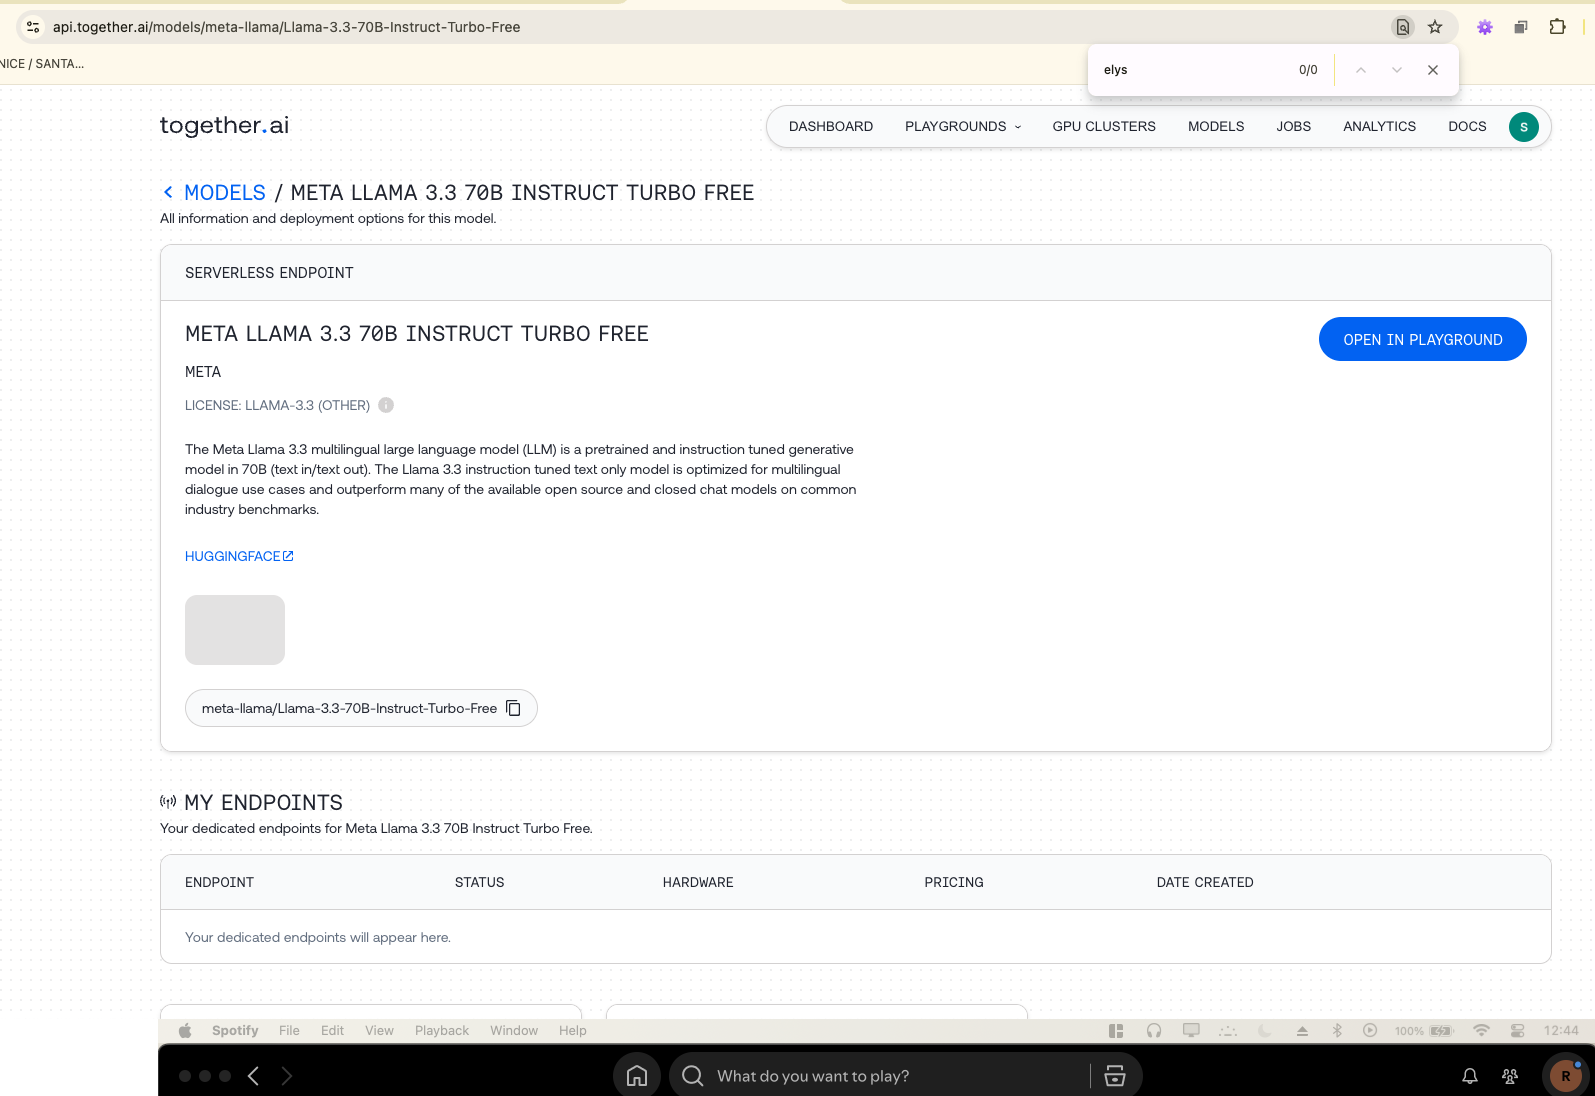 api.together.ai/models/meta-llama/Llama-3.3-70B-Instruct-Turbo-Free
NICE / SANTA...
elys 0/0
together.ai
DASHBOARD PLAYGROUNDS GPU CLUSTERS MODELS JOBS ANALYTICS DOCS S
MODELS / META LLAMA 3.3 70B INSTRUCT TURBO FREE
All information and deployment options for this model.
SERVERLESS ENDPOINT
META LLAMA 3.3 70B INSTRUCT TURBO FREE
OPEN IN PLAYGROUND
META
LICENSE: LLAMA-3.3 (OTHER)
The Meta Llama 3.3 multilingual large language model (LLM) is a pretrained and instruction tuned generative
model in 70B (text in/text out). The Llama 3.3 instruction tuned text only model is optimized for multilingual
dialogue use cases and outperform many of the available open source and closed chat models on common
industry benchmarks.
HUGGINGFACE
meta-llama/Llama-3.3-70B-Instruct-Turbo-Free
MY ENDPOINTS
Your dedicated endpoints for Meta Llama 3.3 70B Instruct Turbo Free.
ENDPOINT STATUS HARDWARE PRICING DATE CREATED
Your dedicated endpoints will appear here.
Spotify File Edit View Playback Window Help 100% 12:44
What do you want to play? R